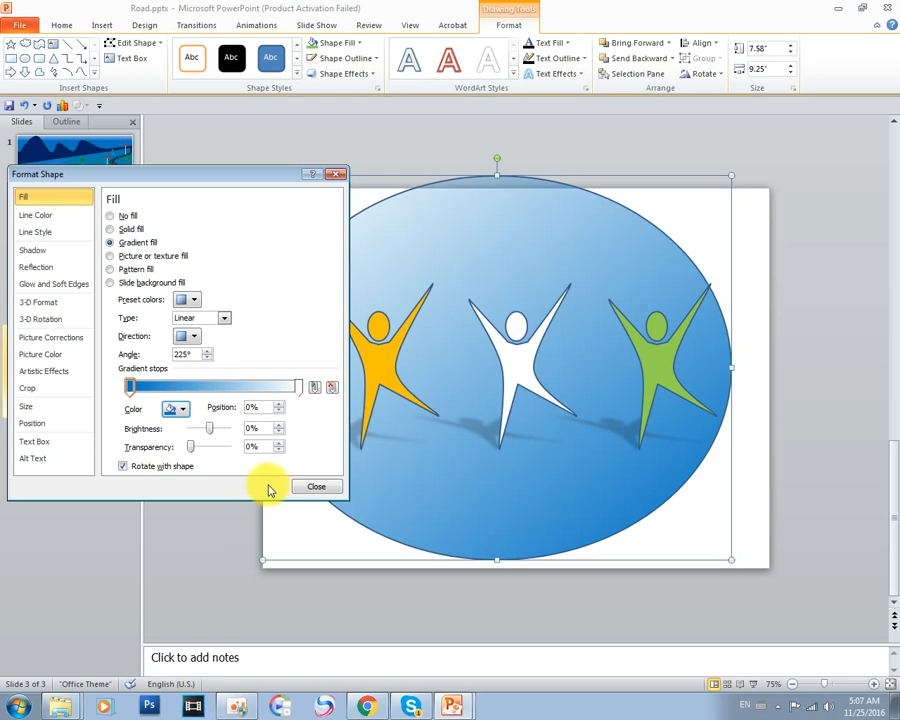 Road.pptx - PowerPoint (Product Activation Failed)
Drawing Tools
File Home Insert Design Transitions Animations Slide Show Review View Acrobat Format
Edit Shape
Text Box
Insert Shapes
Abc Abc Abc
Shape Fill
Shape Outline
Shape Effects
Shape Styles
A A A
Text Fill
Text Outline
Text Effects
WordArt Styles
Bring Forward
Send Backward
Selection Pane
Align
Group
Rotate
Arrange
7.58"
9.25"
Size
Slides Outline
1
Format Shape
Fill
Line Color
Line Style
Shadow
Reflection
Glow and Soft Edges
3-D Format
3-D Rotation
Picture Corrections
Picture Color
Artistic Effects
Crop
Size
Position
Text Box
Alt Text
Fill
No fill
Solid fill
Gradient fill
Picture or texture fill
Pattern fill
Slide background fill
Preset colors:
Type: Linear
Direction:
Angle: 225°
Gradient stops
Color Position: 0%
Brightness: 0%
Transparency: 0%
Rotate with shape
Close
Click to add notes
Slide 3 of 3 "Office Theme" English (U.S.) 75%
Ps
EN
5:07 AM
11/25/2016